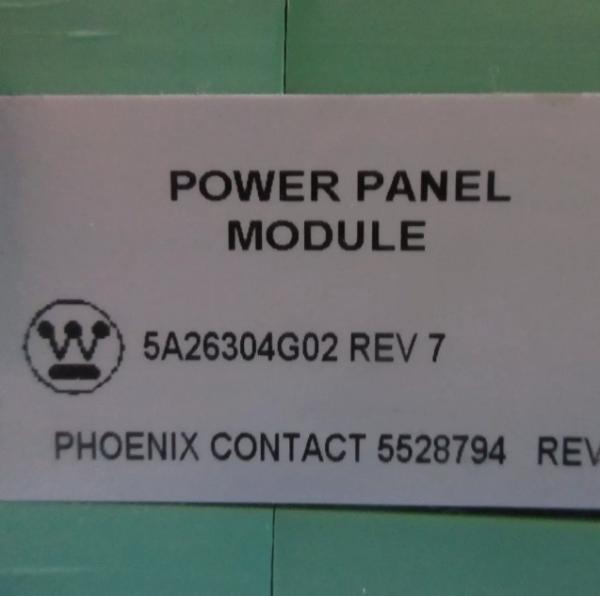 POWER PANEL
MODULE
5A26304G02 REV 7
PHOENIX CONTACT 5528794 REV